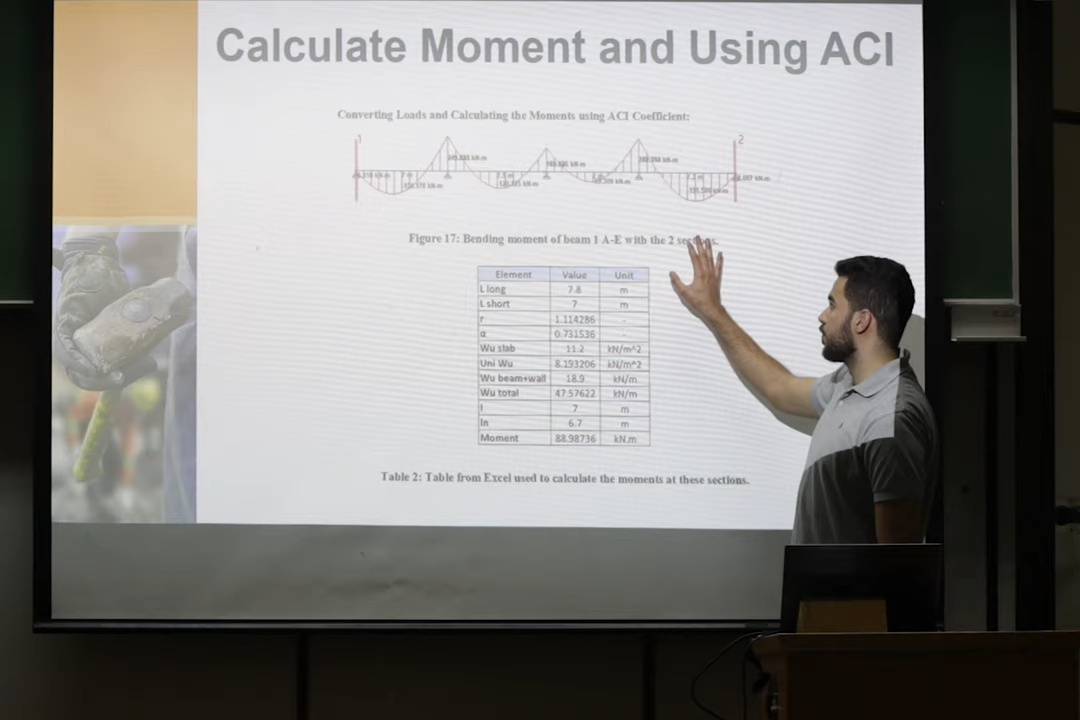 Calculate Moment and Using ACI
Converting Loads and Calculating the Moments using ACI Coefficient:
1
2
Figure 17: Bending moment of beam 1 A-E with the 2
Element Value Unit
L long 7.8 m
L short 7 m
r 1.114286 -
α 0.731536 -
Wu slab 11.2 kN/m^2
Uni Wu 8.193206 kN/m^2
Wu beam+wall 18.9 kN/m
Wu total 47.57622 kN/m
l 7 m
ln 6.7 m
Moment 88.98736 kN.m
Table 2: Table from Excel used to calculate the moments at these sections.